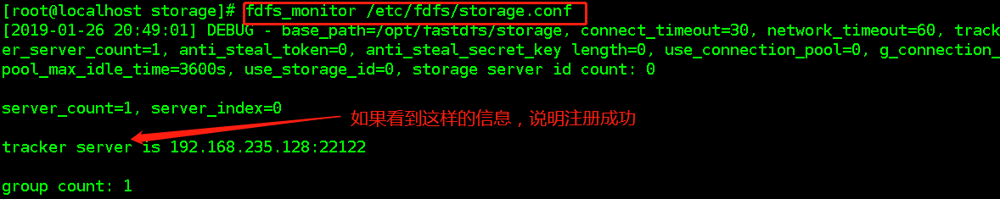 [root@localhost storage]# fdfs_monitor /etc/fdfs/storage.conf
[2019-01-26 20:49:01] DEBUG - base_path=/opt/fastdfs/storage, connect_timeout=30, network_timeout=60, track
er_server_count=1, anti_steal_token=0, anti_steal_secret_key length=0, use_connection_pool=0, g_connection_
pool_max_idle_time=3600s, use_storage_id=0, storage server id count: 0
server_count=1, server_index=0
如果看到这样的信息，说明注册成功
tracker server is 192.168.235.128:22122
group count: 1